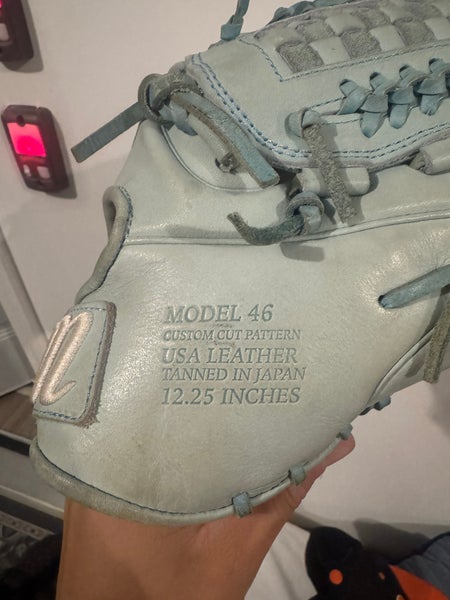 MODEL 46
CUSTOM CUT PATTERN
USA LEATHER
TANNED IN JAPAN
12.25 INCHES